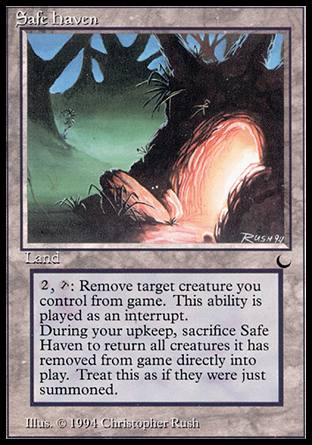 Safe Haven
RUSH94
Land
2, T: Remove target creature you
control from game. This ability is
played as an interrupt.
During your upkeep, sacrifice Safe
Haven to return all creatures it has
removed from game directly into
play. Treat this as if they were just
summoned.
Illus. © 1994 Christopher Rush